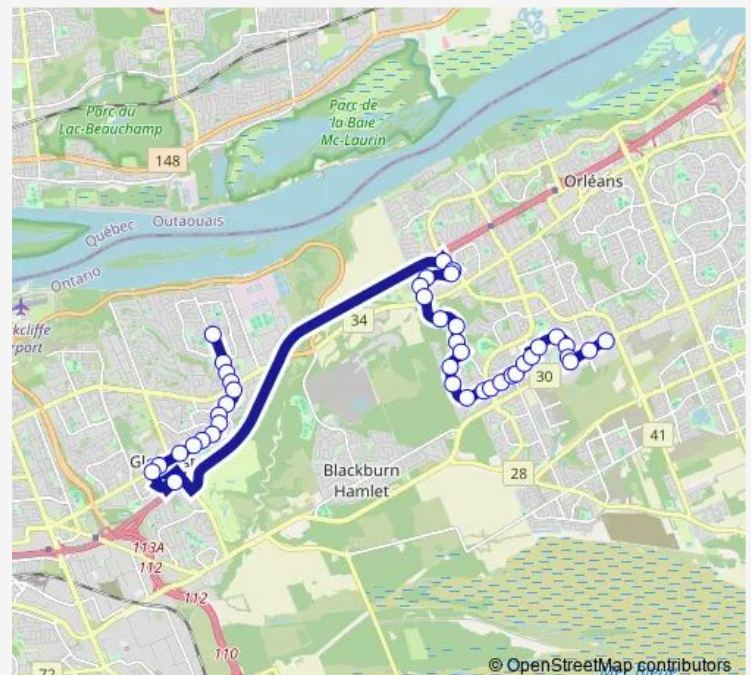 Parc du
Lac-Beauchamp
Parc de
la Baie
Mc-Laurin
148
Orléans
Québec Outaouais
Ontario
34
30
41
Blackburn
Hamlet
28
113A
112
112
110
72
© OpenStreetMap contributors